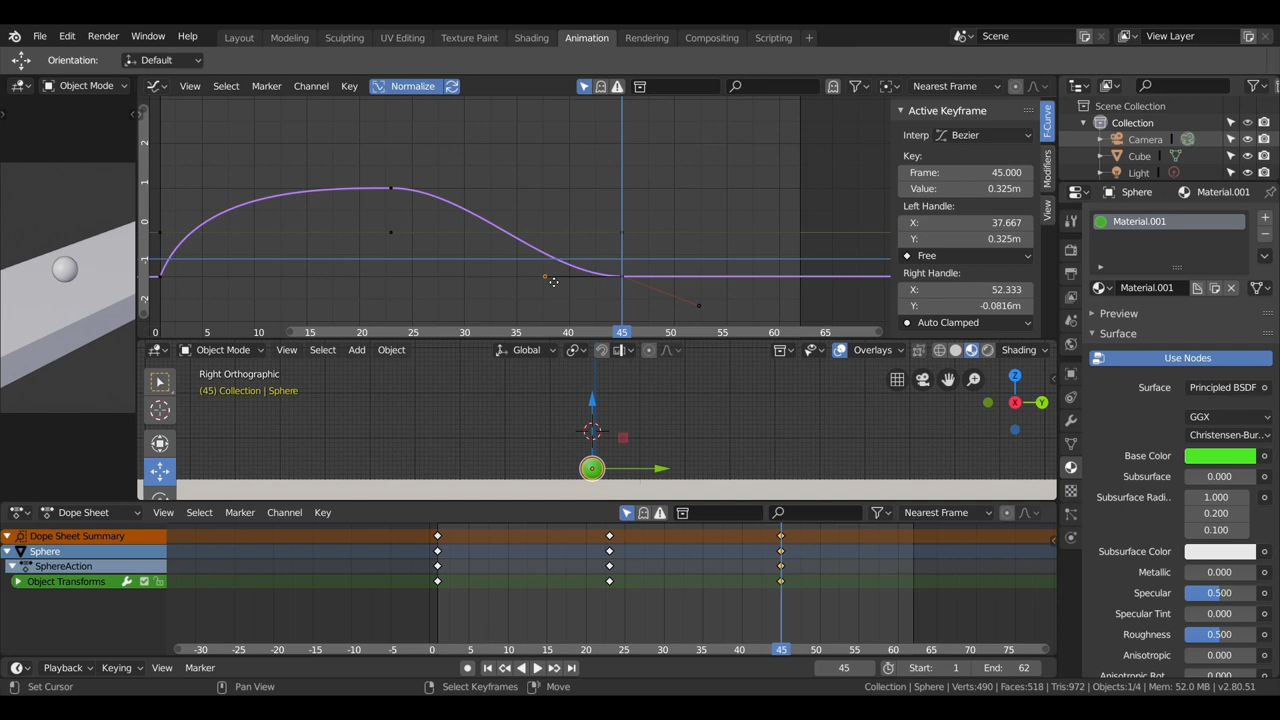 File Edit Render Window Help Layout Modeling Sculpting UV Editing Texture Paint Shading Animation Rendering Compositing Scripting + Scene View Layer
Orientation: Default
Object Mode View Select Marker Channel Key Normalize Nearest Frame
Scene Collection
Collection
Camera
Cube
Light
Active Keyframe
Interp Bezier
Key:
Frame: 45.000
Value: 0.325m
Left Handle:
X: 37.667
Y: 0.325m
Free
Right Handle:
X: 52.333
Y: -0.0816m
Auto Clamped
F-Curve
Modifiers
View
2
1
0
-1
-2
0 5 10 15 20 25 30 35 40 45 50 55 60 65
Sphere Material.001
Material.001
Material.001
Preview
Surface
Use Nodes
Surface Principled BSDF
GGX
Christensen-Bur..
Base Color
Subsurface 0.000
Subsurface Radi.. 1.000
0.200
0.100
Subsurface Color
Metallic 0.000
Specular 0.500
Specular Tint 0.000
Roughness 0.500
Anisotropic 0.000
Object Mode View Select Add Object Global Overlays Shading
Right Orthographic
(45) Collection | Sphere
Z
X
Y
Dope Sheet View Select Marker Channel Key Nearest Frame
Dope Sheet Summary
Sphere
SphereAction
Object Transforms
-30 -25 -20 -15 -10 -5 0 5 10 15 20 25 30 35 40 45 50 55 60 65 70 75
Playback Keying View Marker 45 Start: 1 End: 62
Set Cursor Pan View Select Keyframes Move Collection | Sphere | Verts:490 | Faces:518 | Tris:972 | Objects:1/4 | Mem: 52.0 MB | v2.80.51